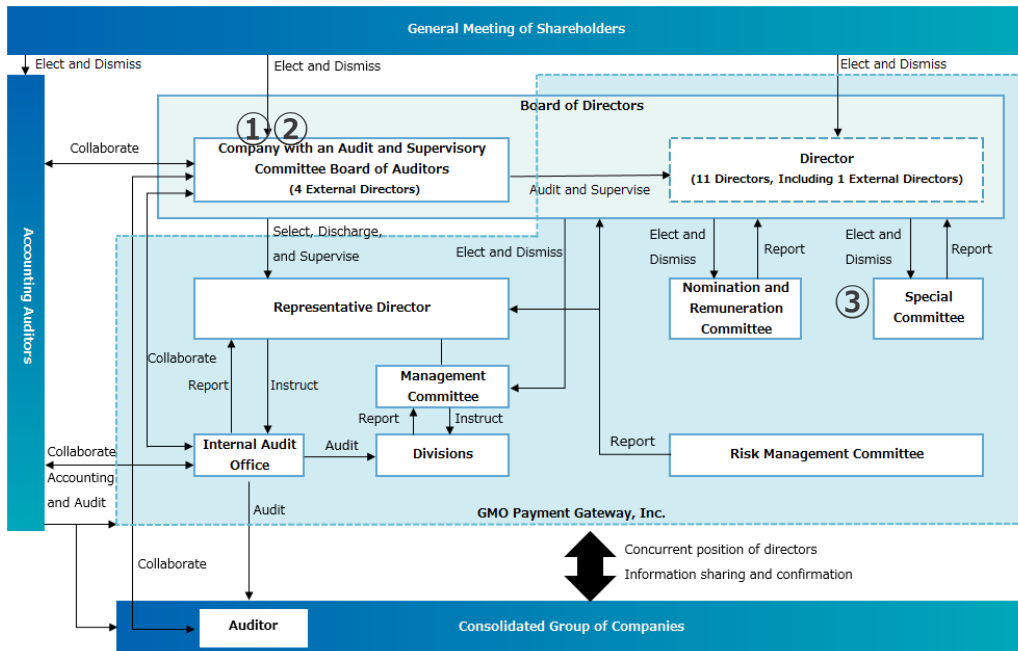 General Meeting of Shareholders
Elect and Dismiss
Elect and Dismiss
Elect and Dismiss
Board of Directors
① ②
Company with an Audit and Supervisory
Committee Board of Auditors
(4 External Directors)
Director
(11 Directors, Including 1 External Directors)
Collaborate
Audit and Supervise
Accounting Auditors
Select, Discharge,
and Supervise
Elect and Dismiss
Elect and
Dismiss
Report
Elect and
Dismiss
Report
Representative Director
Nomination and
Remuneration
Committee
③
Special
Committee
Collaborate
Report
Instruct
Management
Committee
Report
Instruct
Internal Audit
Office
Audit
Divisions
Report
Risk Management Committee
Collaborate
Accounting
and Audit
Audit
GMO Payment Gateway, Inc.
Collaborate
Concurrent position of directors
Information sharing and confirmation
Auditor
Consolidated Group of Companies